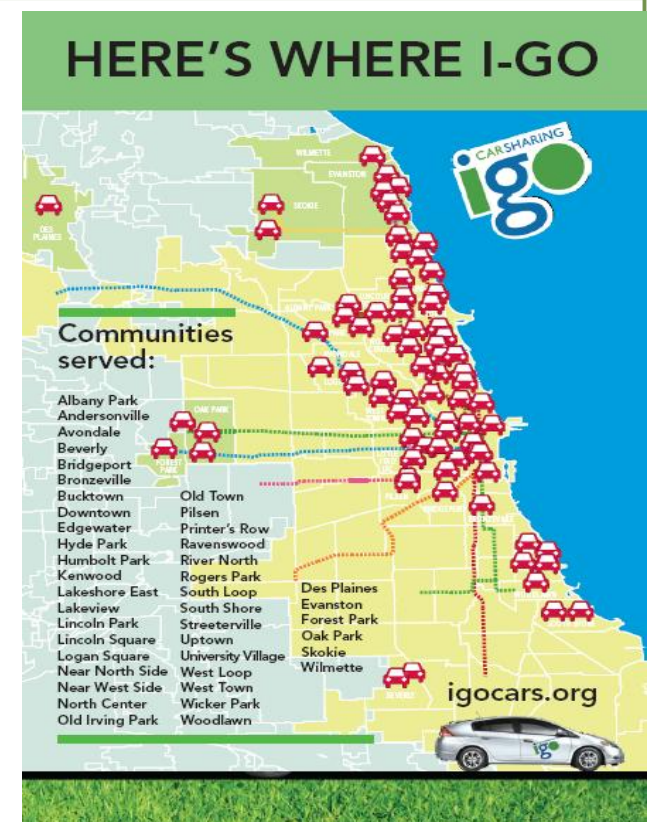 HERE'S WHERE I-GO
CARSHARING
igo
WILMETTE
EVANSTON
SKOKIE
DES
PLAINES
Communities
served:
Albany Park
Andersonville
Avondale
Beverly
Bridgeport
Bronzeville
Bucktown
Downtown
Edgewater
Hyde Park
Humbolt Park
Kenwood
Lakeshore East
Lakeview
Lincoln Park
Lincoln Square
Logan Square
Near North Side
Near West Side
North Center
Old Irving Park
Old Town
Pilsen
Printer's Row
Ravenswood
River North
Rogers Park
South Loop
South Shore
Streeterville
Uptown
University Village
West Loop
West Town
Wicker Park
Woodlawn
Des Plaines
Evanston
Forest Park
Oak Park
Skokie
Wilmette
OAK PARK
FOREST
PARK
PILSEN
BEVERLY
igocars.org
igo